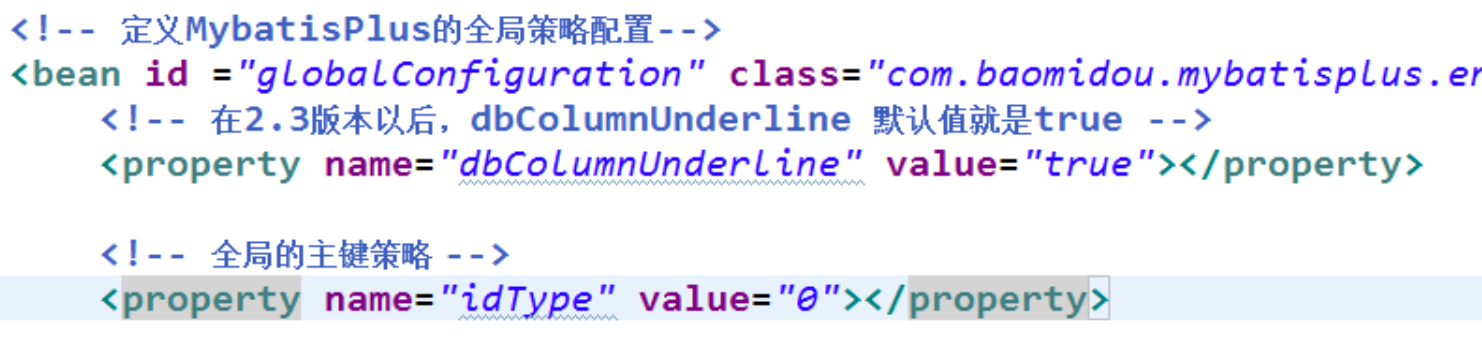 <!-- 定义MybatisPlus的全局策略配置-->
<bean id ="globalConfiguration" class="com.baomidou.mybatisplus.en
<!-- 在2.3版本以后，dbColumnUnderline 默认值就是true -->
<property name="dbColumnUnderline" value="true"></property>
<!-- 全局的主键策略 -->
<property name="idType" value="0"></property>